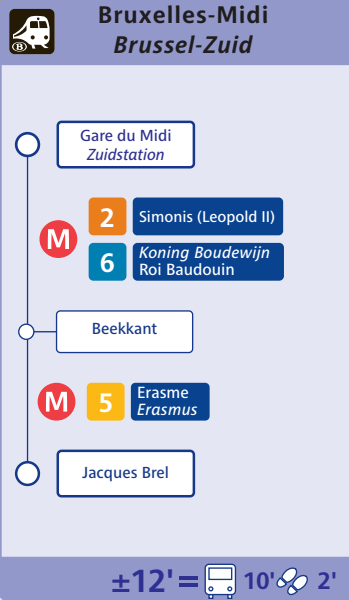 Bruxelles-Midi
Brussel-Zuid
B
Gare du Midi
Zuidstation
M
2 Simonis (Leopold II)
6 Koning Boudewijn
Roi Baudouin
Beekkant
M 5 Erasme
Erasmus
Jacques Brel
±12'= 10' 2'